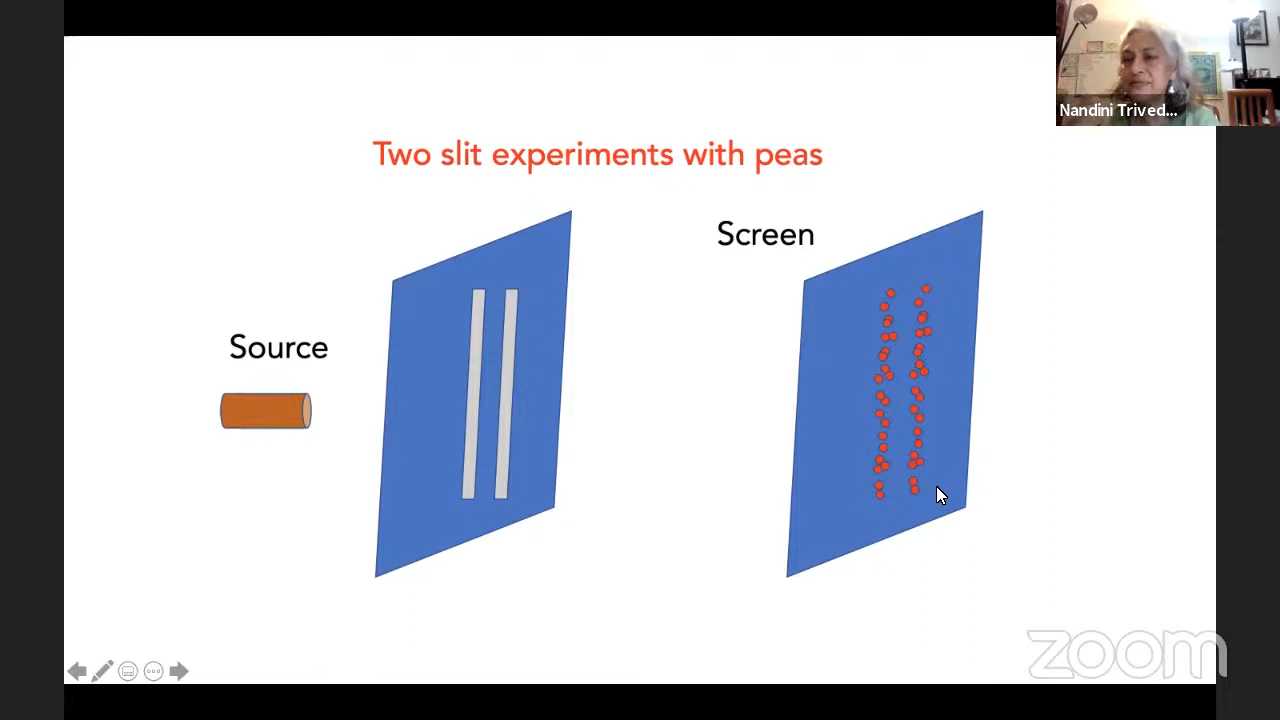 Nandini Trived...
Two slit experiments with peas
Screen
Source
zoom